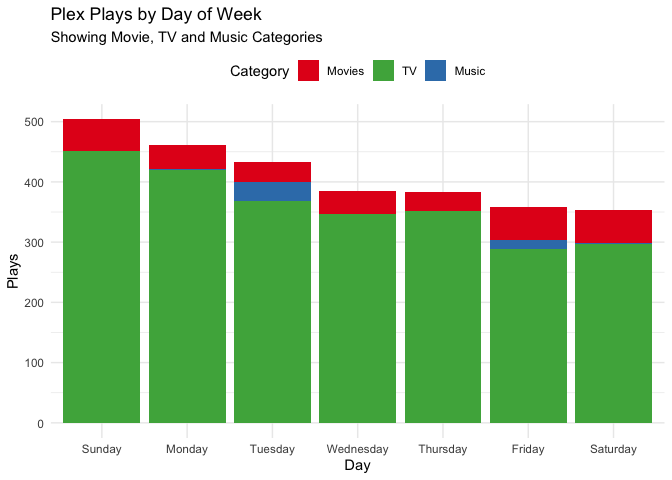 Plex Plays by Day of Week
Showing Movie, TV and Music Categories
Category Movies TV Music
500
400
300
200
100
0
Plays
Sunday Monday Tuesday Wednesday Thursday Friday Saturday
Day